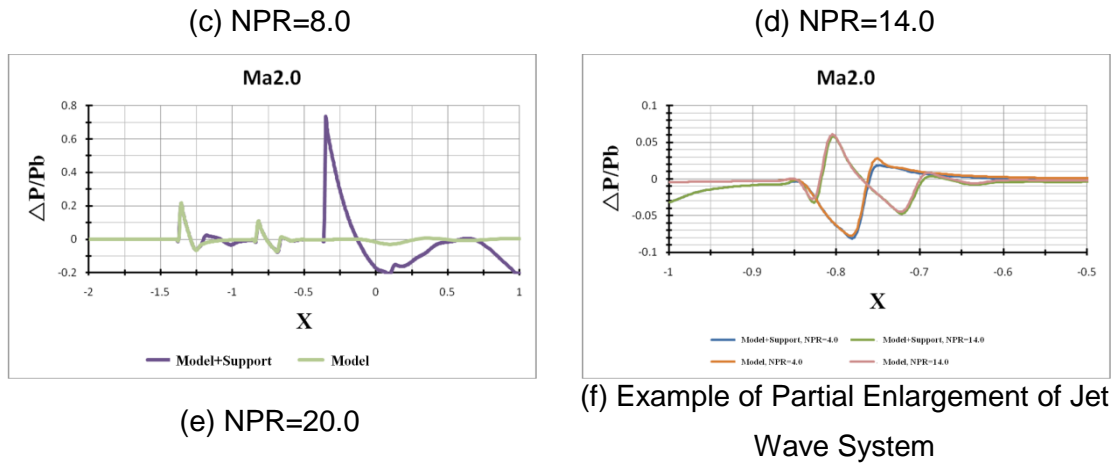 (c) NPR=8.0
(d) NPR=14.0
Ma2.0
△P/Pb
0.8
0.6
0.4
0.2
0
-0.2
-2
-1.5
-1
-0.5
0
0.5
1
X
Model+Support
Model
(e) NPR=20.0
Ma2.0
△P/Pb
0.1
0.05
0
-0.05
-0.1
-1
-0.9
-0.8
-0.7
-0.6
-0.5
X
Model+Support, NPR=4.0
Model+Support, NPR=14.0
Model, NPR=4.0
Model, NPR=14.0
(f) Example of Partial Enlargement of Jet
Wave System